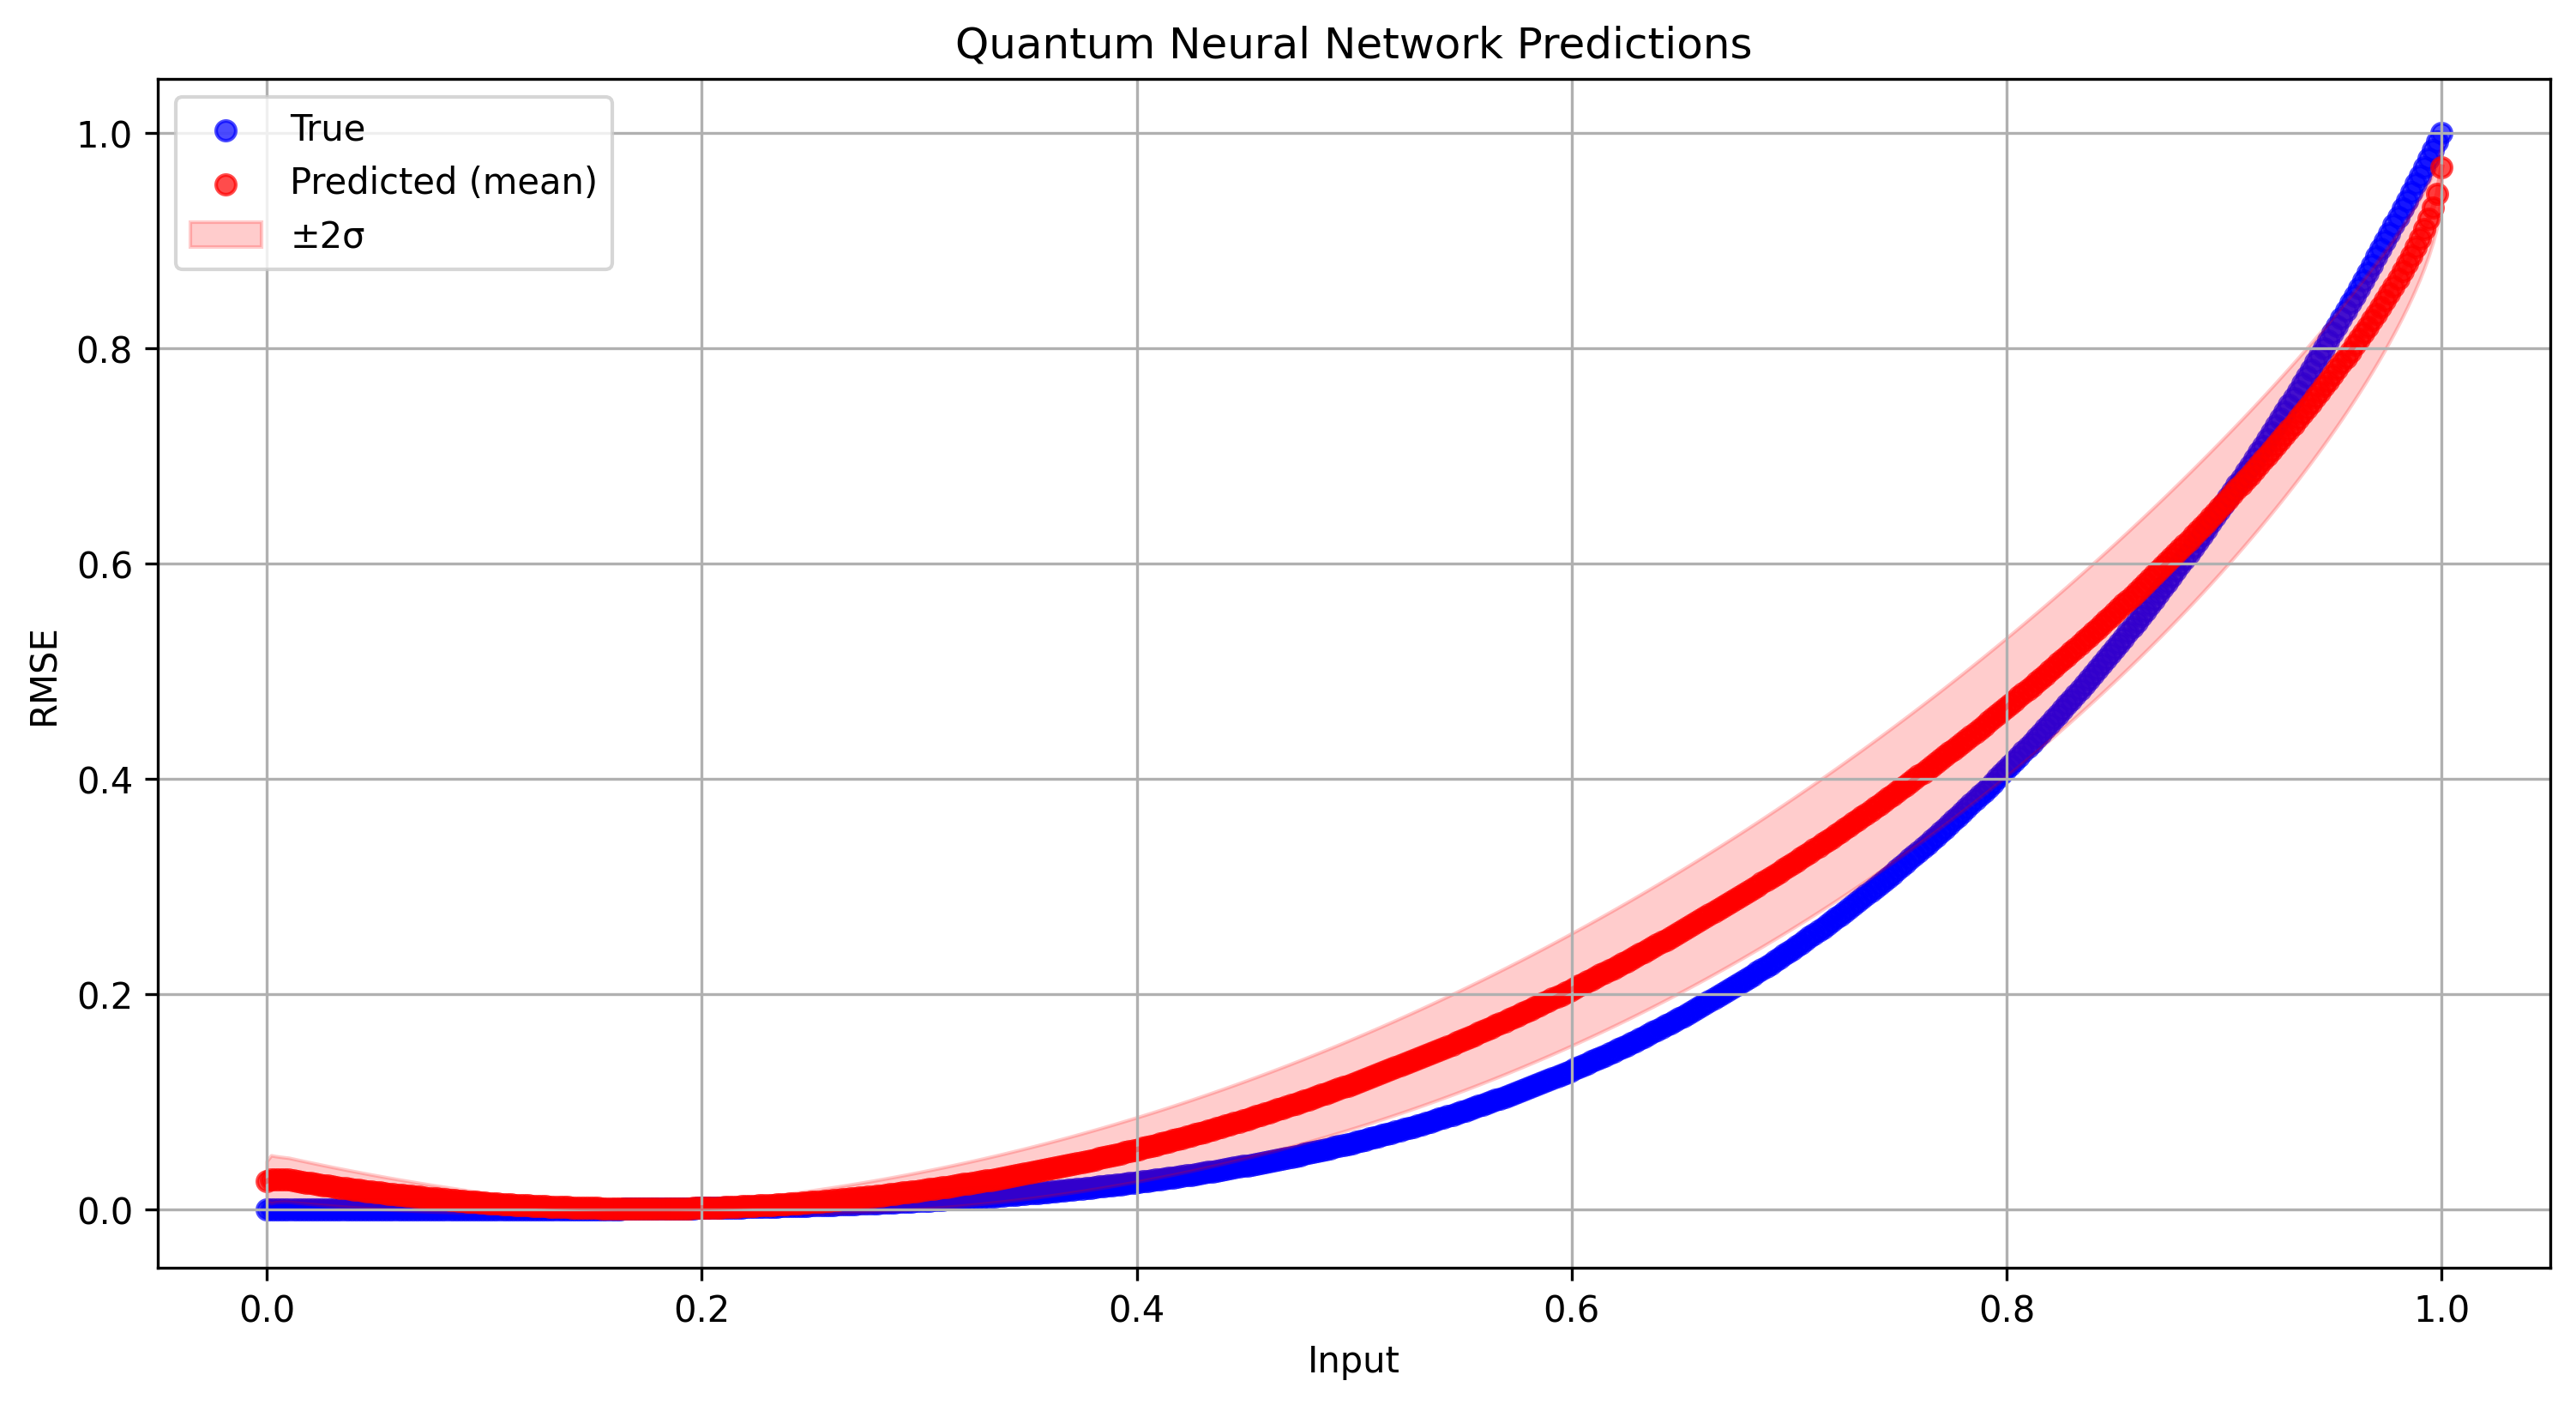 Quantum Neural Network Predictions
True
Predicted (mean)
±2σ
RMSE
1.0
0.8
0.6
0.4
0.2
0.0
0.0 0.2 0.4 0.6 0.8 1.0
Input